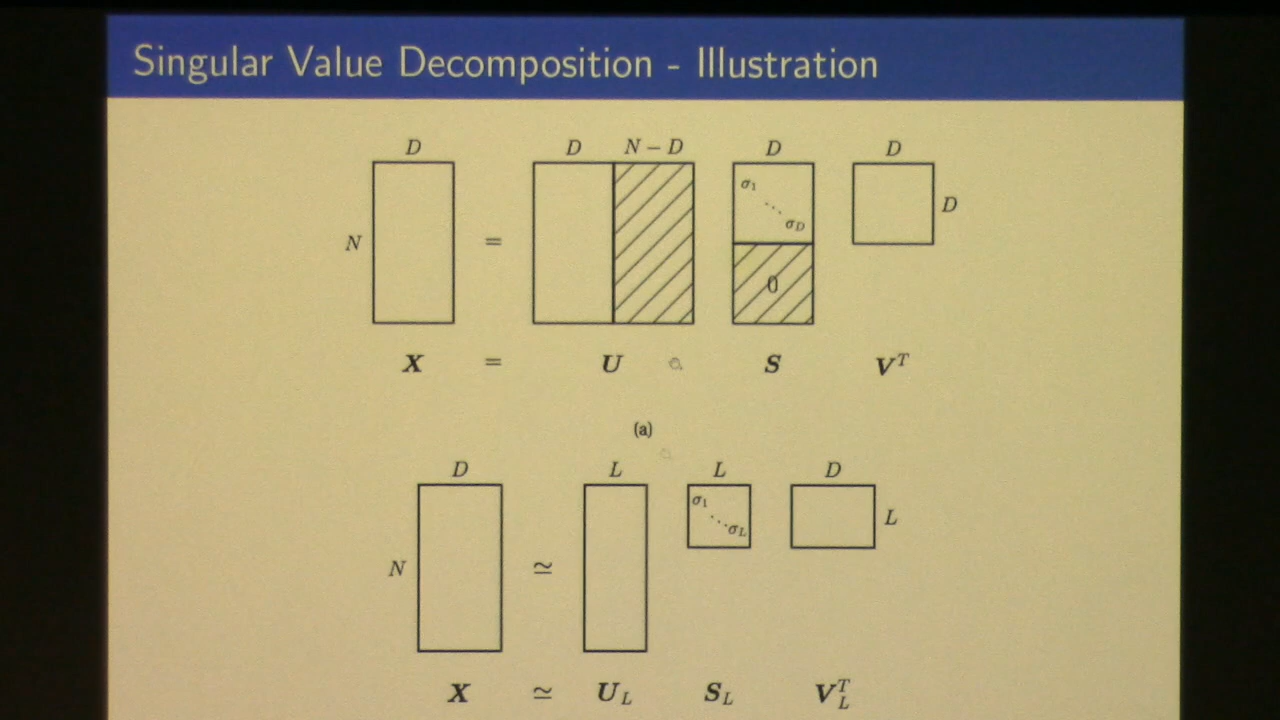 Singular Value Decomposition - Illustration
D D N − D D D
σ1
D
σD
N =
0
X = U S V^T
(a)
D L L D
σ1
L
σL
N ≃
X ≃ U_L S_L V_L^T